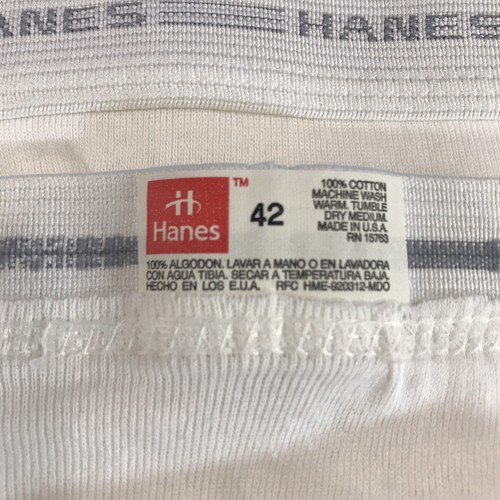 HANES HANES
H ™
Hanes
42
100% COTTON
MACHINE WASH
WARM. TUMBLE
DRY MEDIUM.
MADE IN U.S.A.
RN 15763
100% ALGODON. LAVAR A MANO O EN LAVADORA
CON AGUA TIBIA. SECAR A TEMPERATURA BAJA.
HECHO EN LOS E.U.A. RFC HME-920312-MDO